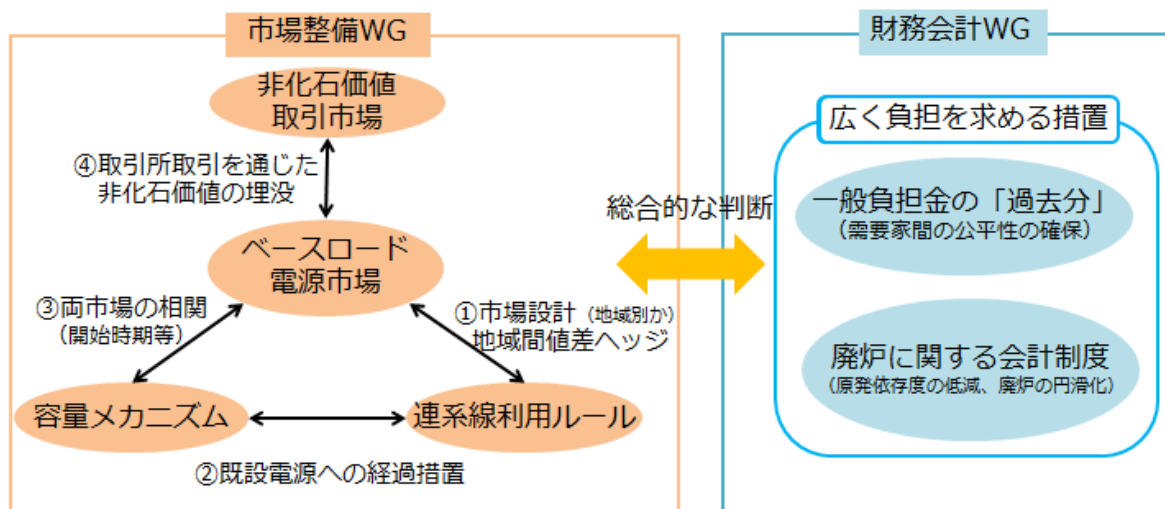 市場整備WG
非化石価値
取引市場
④取引所取引を通じた
非化石価値の埋没
ベースロード
電源市場
③両市場の相関
（開始時期等）
①市場設計（地域別か）
地域間値差ヘッジ
容量メカニズム
連系線利用ルール
②既設電源への経過措置
総合的な判断
財務会計WG
広く負担を求める措置
一般負担金の「過去分」
（需要家間の公平性の確保）
廃炉に関する会計制度
（原発依存度の低減、廃炉の円滑化）